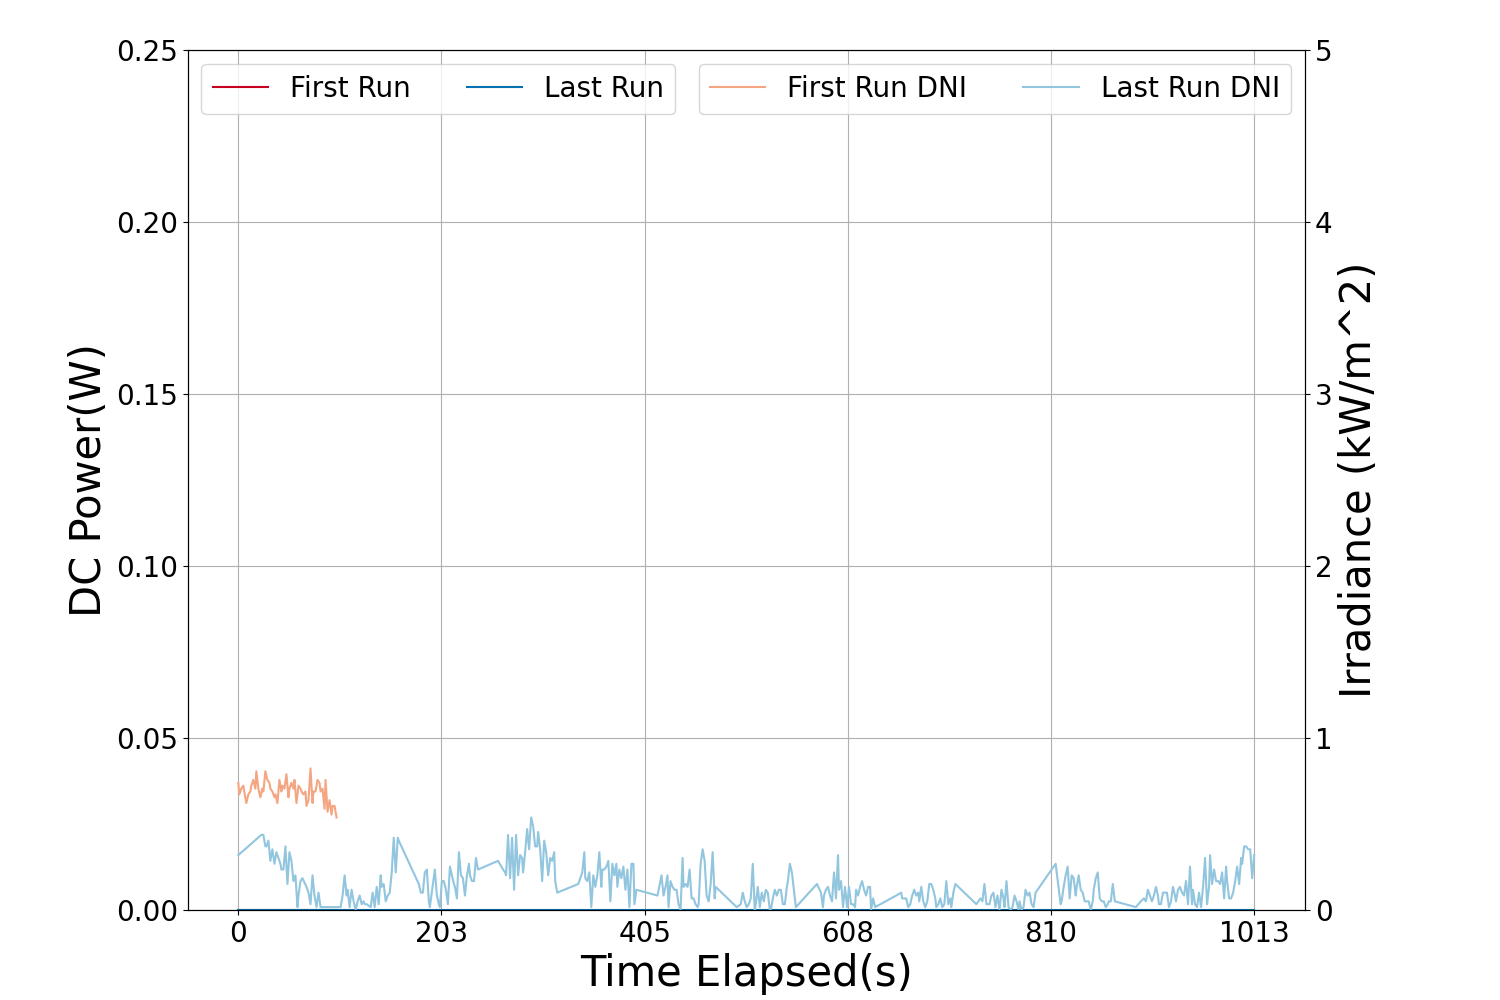 First Run
Last Run
First Run DNI
Last Run DNI
DC Power(W)
0.25
0.20
0.15
0.10
0.05
0.00
5
4
3
2
1
0
Irradiance (kW/m^2)
0 203 405 608 810 1013
Time Elapsed(s)